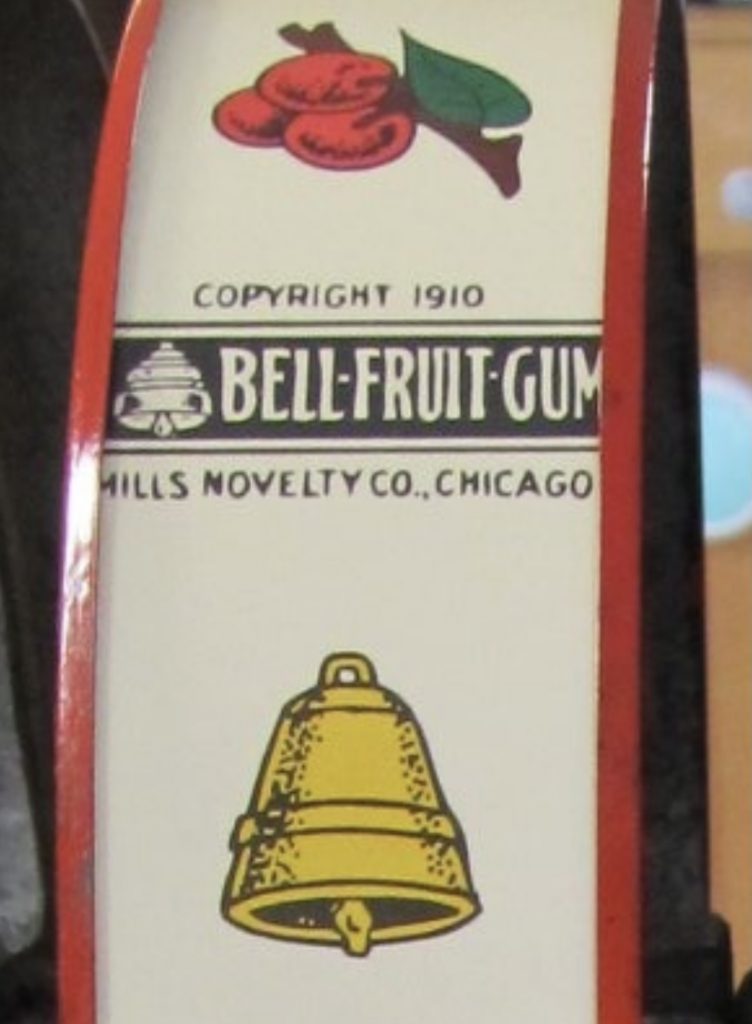 COPYRIGHT 1910
BELL-FRUIT-GUM
MILLS NOVELTY CO., CHICAGO